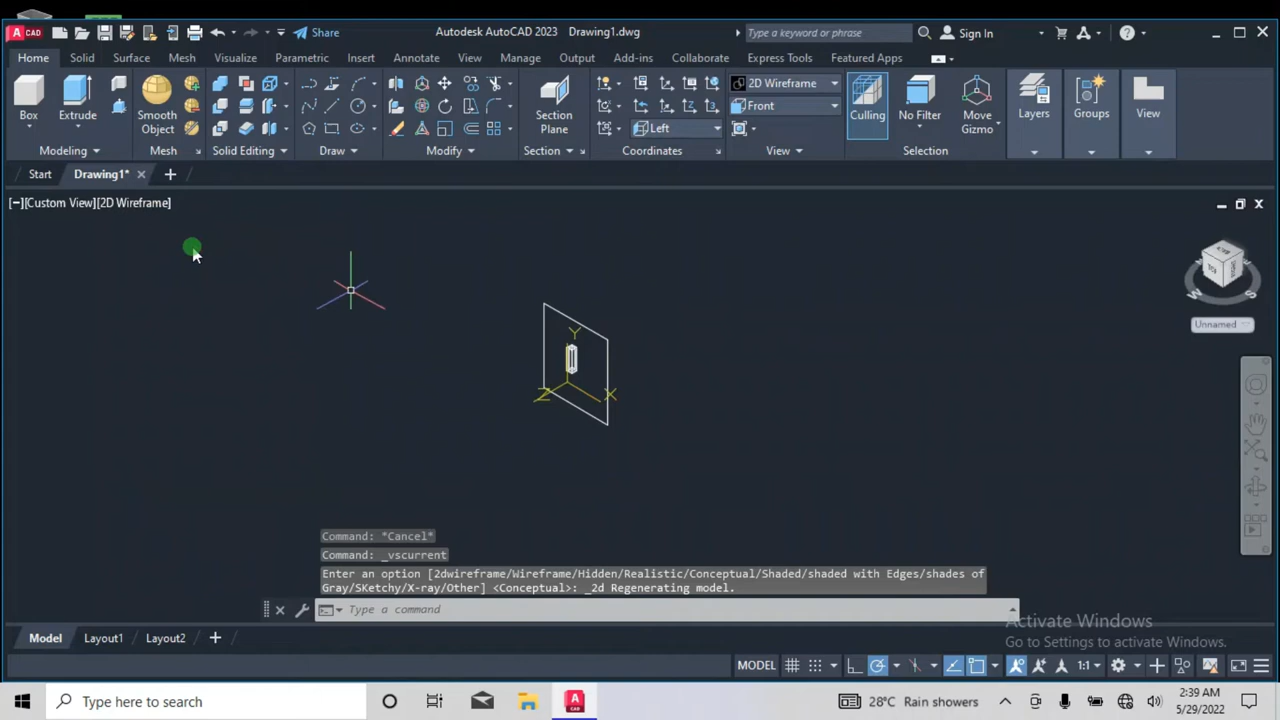 A CAD Share Autodesk AutoCAD 2023 Drawing1.dwg Type a keyword or phrase Sign In
Home Solid Surface Mesh Visualize Parametric Insert Annotate View Manage Output Add-ins Collaborate Express Tools Featured Apps
2D Wireframe
Front
Left
Box Extrude Smooth Object Section Plane Culling No Filter Move Gizmo Layers Groups View
Modeling Mesh Solid Editing Draw Modify Section Coordinates View Selection
Start Drawing1* +
[−][Custom View][2D Wireframe]
W S
Unnamed
Y
Z X
Command: *Cancel*
Command: _vscurrent
Enter an option [2dwireframe/Wireframe/Hidden/Realistic/Conceptual/Shaded/shaded with Edges/shades of
Gray/SKetchy/X-ray/Other] <Conceptual>: _2d Regenerating model.
Type a command
Activate Windows
Go to Settings to activate Windows.
Model Layout1 Layout2 +
MODEL 1:1
Type here to search
28°C Rain showers
2:39 AM
5/29/2022